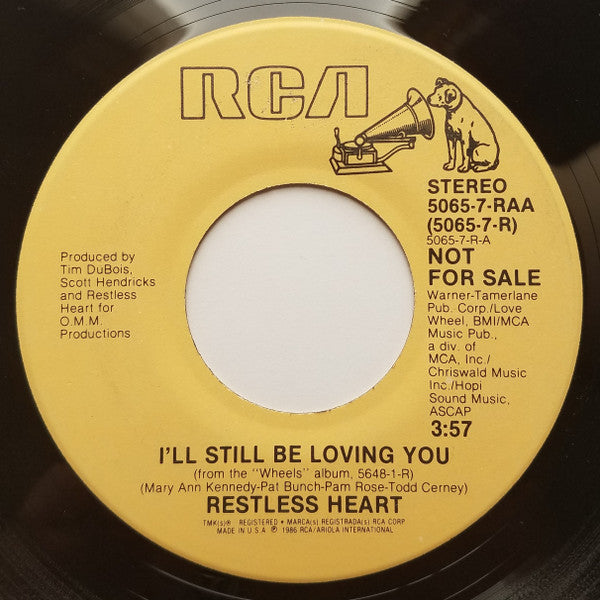 RCA
STEREO
5065-7-RAA
(5065-7-R)
5065-7-R-A
NOT
FOR SALE
Warner-Tamerlane
Pub. Corp./Love
Wheel, BMI/MCA
Music Pub.,
a div. of
MCA, Inc./
Chriswald Music
Inc./Hopi
Sound Music,
ASCAP
3:57
Produced by
Tim DuBois,
Scott Hendricks
and Restless
Heart for
O.M.M.
Productions
I'LL STILL BE LOVING YOU
(from the "Wheels" album, 5648-1-R)
(Mary Ann Kennedy-Pat Bunch-Pam Rose-Todd Cerney)
RESTLESS HEART
TMK(s)® REGISTERED • MARCA(s) REGISTRADA(s) RCA CORP.
MADE IN U.S.A. ℗ 1986 RCA/ARIOLA INTERNATIONAL